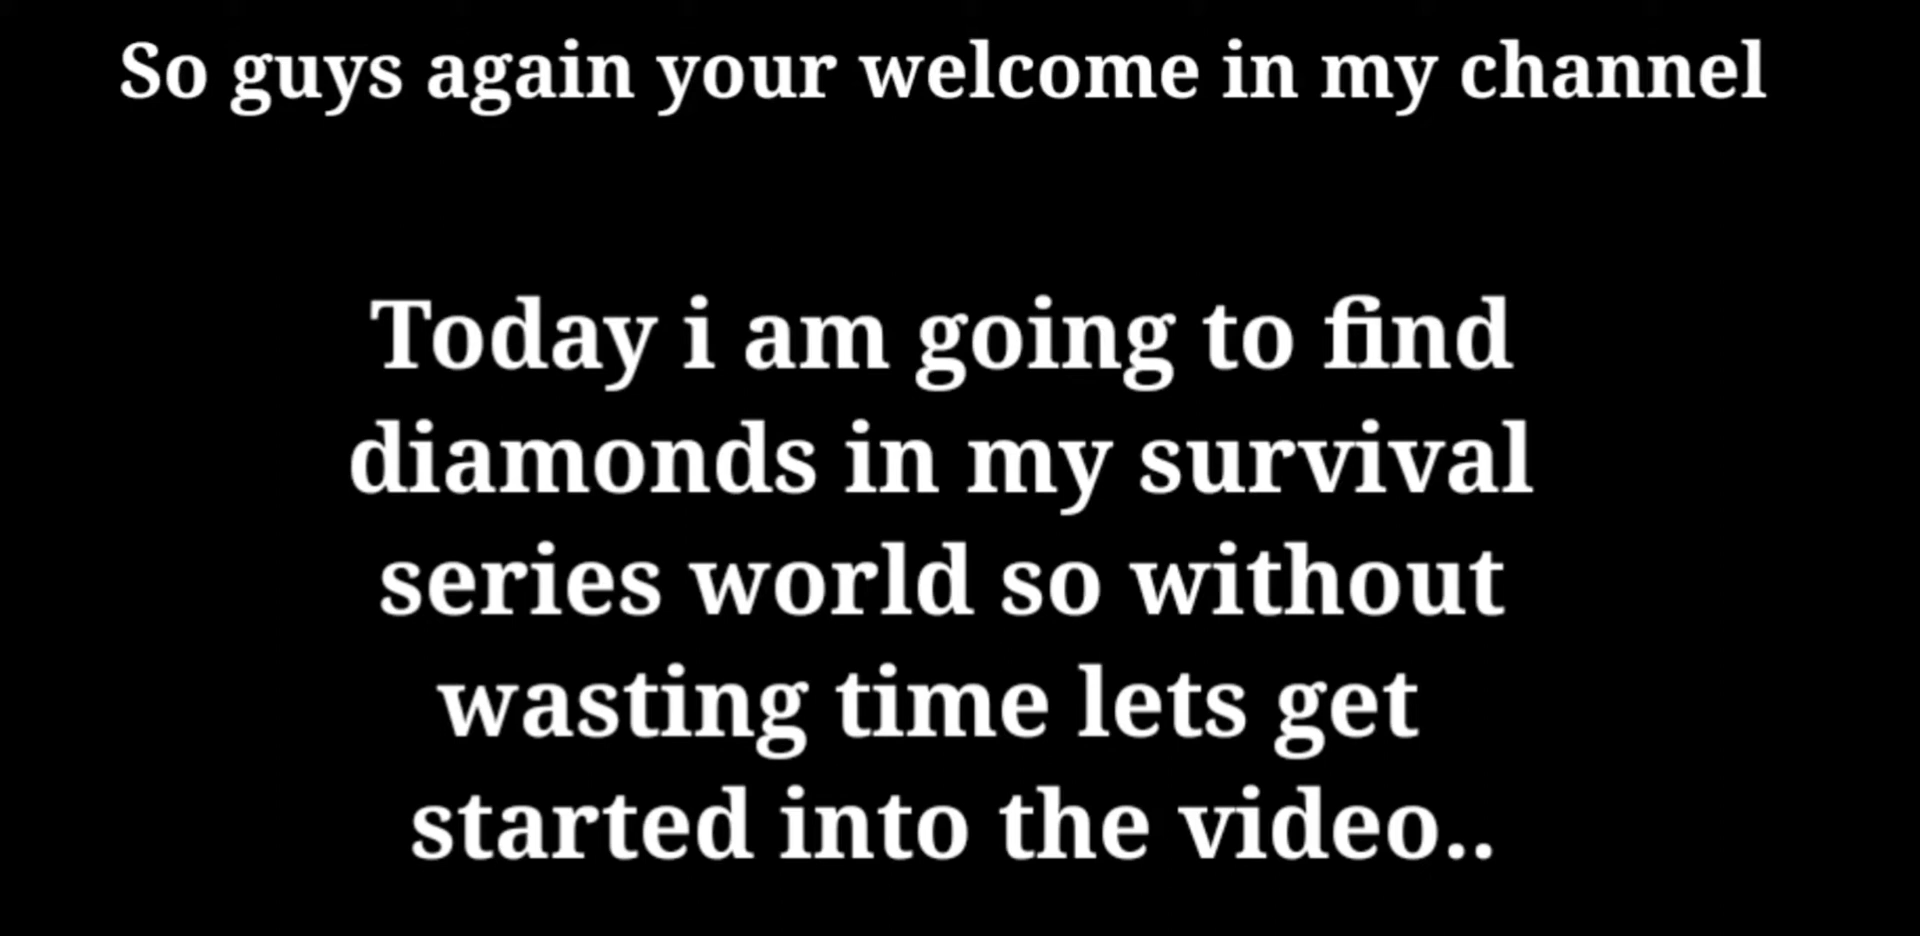 So guys again your welcome in my channel
Today i am going to find
diamonds in my survival
series world so without
wasting time lets get
started into the video..